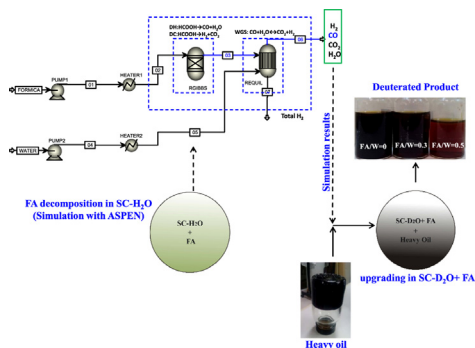 DH:HCOOH→CO+H₂O
DC:HCOOH→H₂+CO₂
WGS: CO+H₂O→CO₂+H₂
H₂
CO
CO₂
H₂O
PUMP1
HEATER1
FORMICA
01
02
RGIBBS
03
REQUIL
Total H₂
PUMP2
HEATER2
WATER
04
05
Simulation results
Deuterated Product
FA/W=0
FA/W=0.3
FA/W=0.5
FA decomposition in SC-H₂O
(Simulation with ASPEN)
SC-H₂O
+
FA
SC-D₂O+ FA
+
Heavy Oil
upgrading in SC-D₂O+ FA
Heavy oil